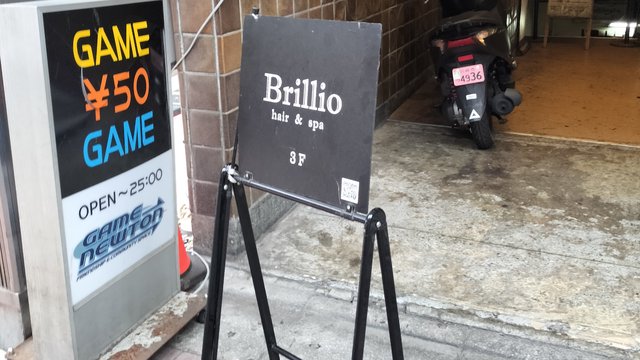 GAME
¥50
GAME
OPEN～25:00
GAME
NEWTON
Brillio
hair & spa
3F
4936